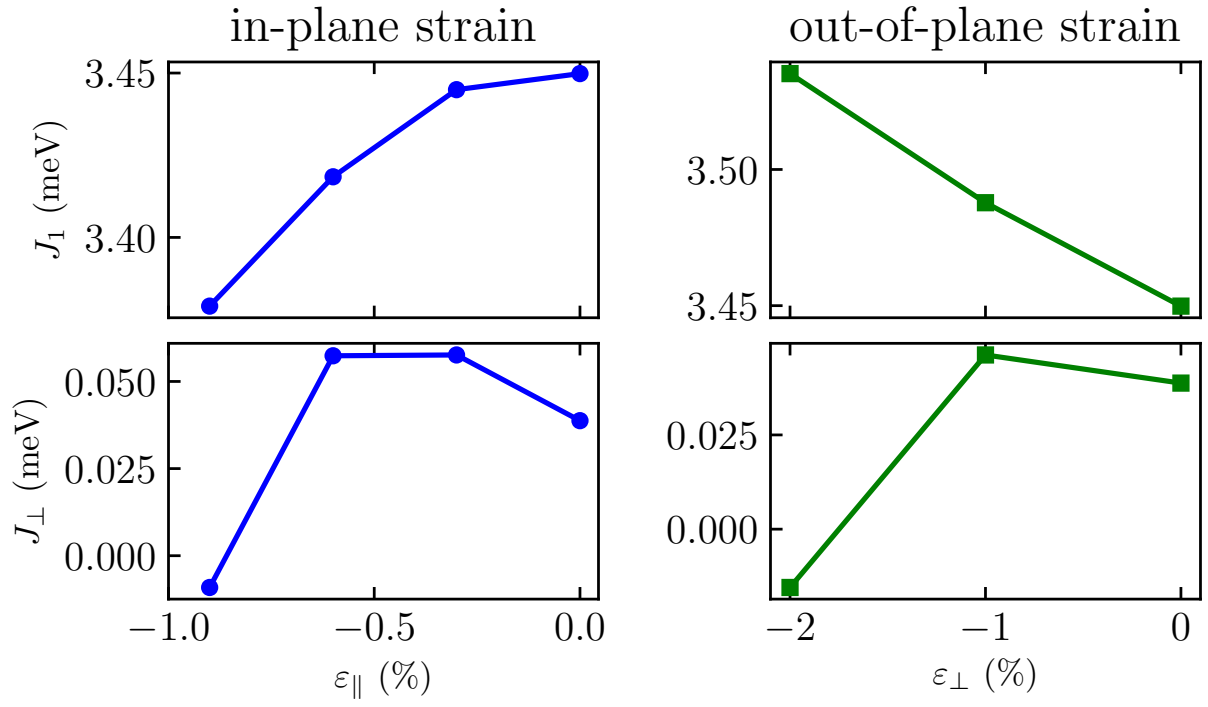 in-plane strain
out-of-plane strain
J₁ (meV)
3.45
3.40
3.50
3.45
J⊥ (meV)
0.050
0.025
0.000
0.025
0.000
−1.0 −0.5 0.0
−2 −1 0
ε∥ (%)
ε⊥ (%)